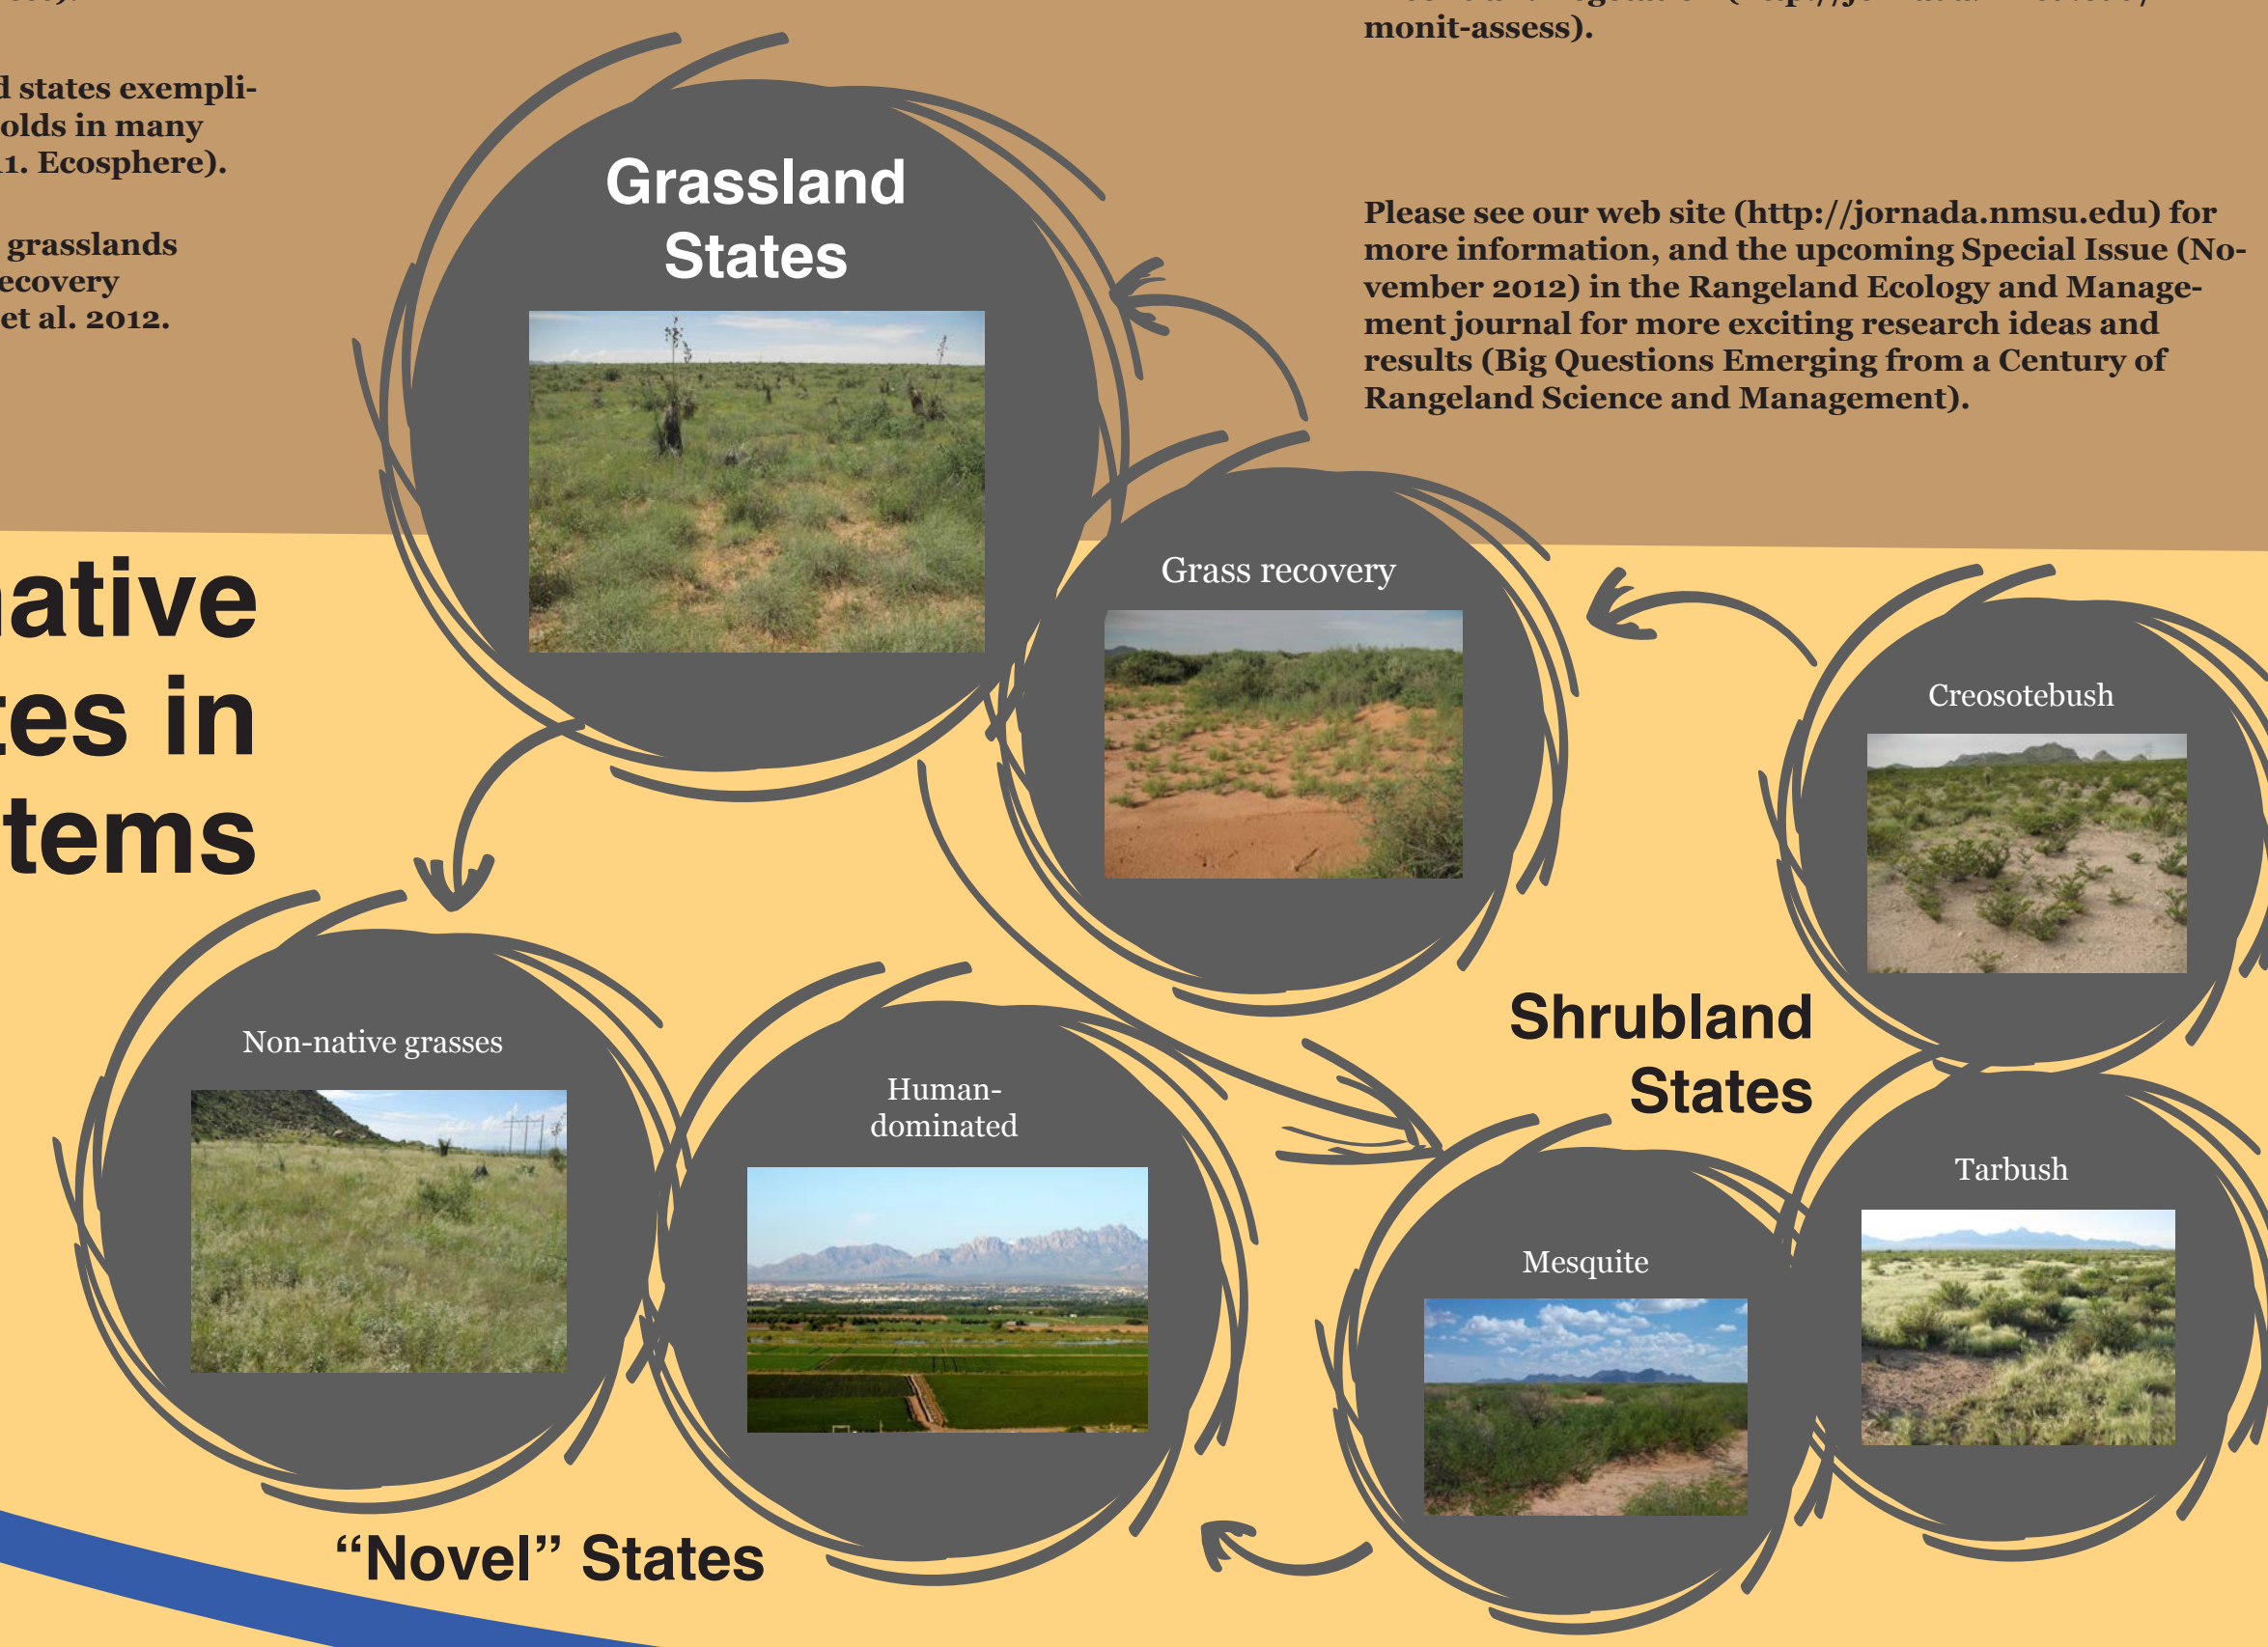 monit-assess).
d states exempli-
olds in many
11. Ecosphere).
grasslands
ecovery
et al. 2012.
Please see our web site (http://jornada.nmsu.edu) for
more information, and the upcoming Special Issue (No-
vember 2012) in the Rangeland Ecology and Manage-
ment journal for more exciting research ideas and
results (Big Questions Emerging from a Century of
Rangeland Science and Management).
Grassland
States
Grass recovery
native
tes in
tems
Creosotebush
Shrubland
States
Non-native grasses
Human-
dominated
Tarbush
Mesquite
“Novel” States